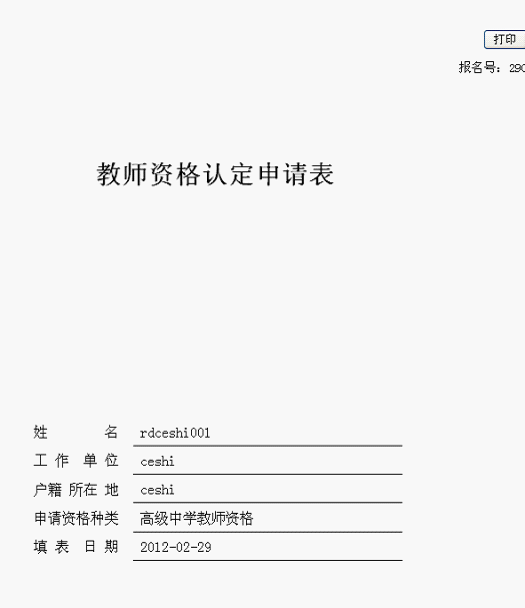 打印
报名号：290
教师资格认定申请表
姓 名 rdceshi001
工 作 单 位 ceshi
户籍 所在 地 ceshi
申请资格种类 高级中学教师资格
填 表 日 期 2012-02-29